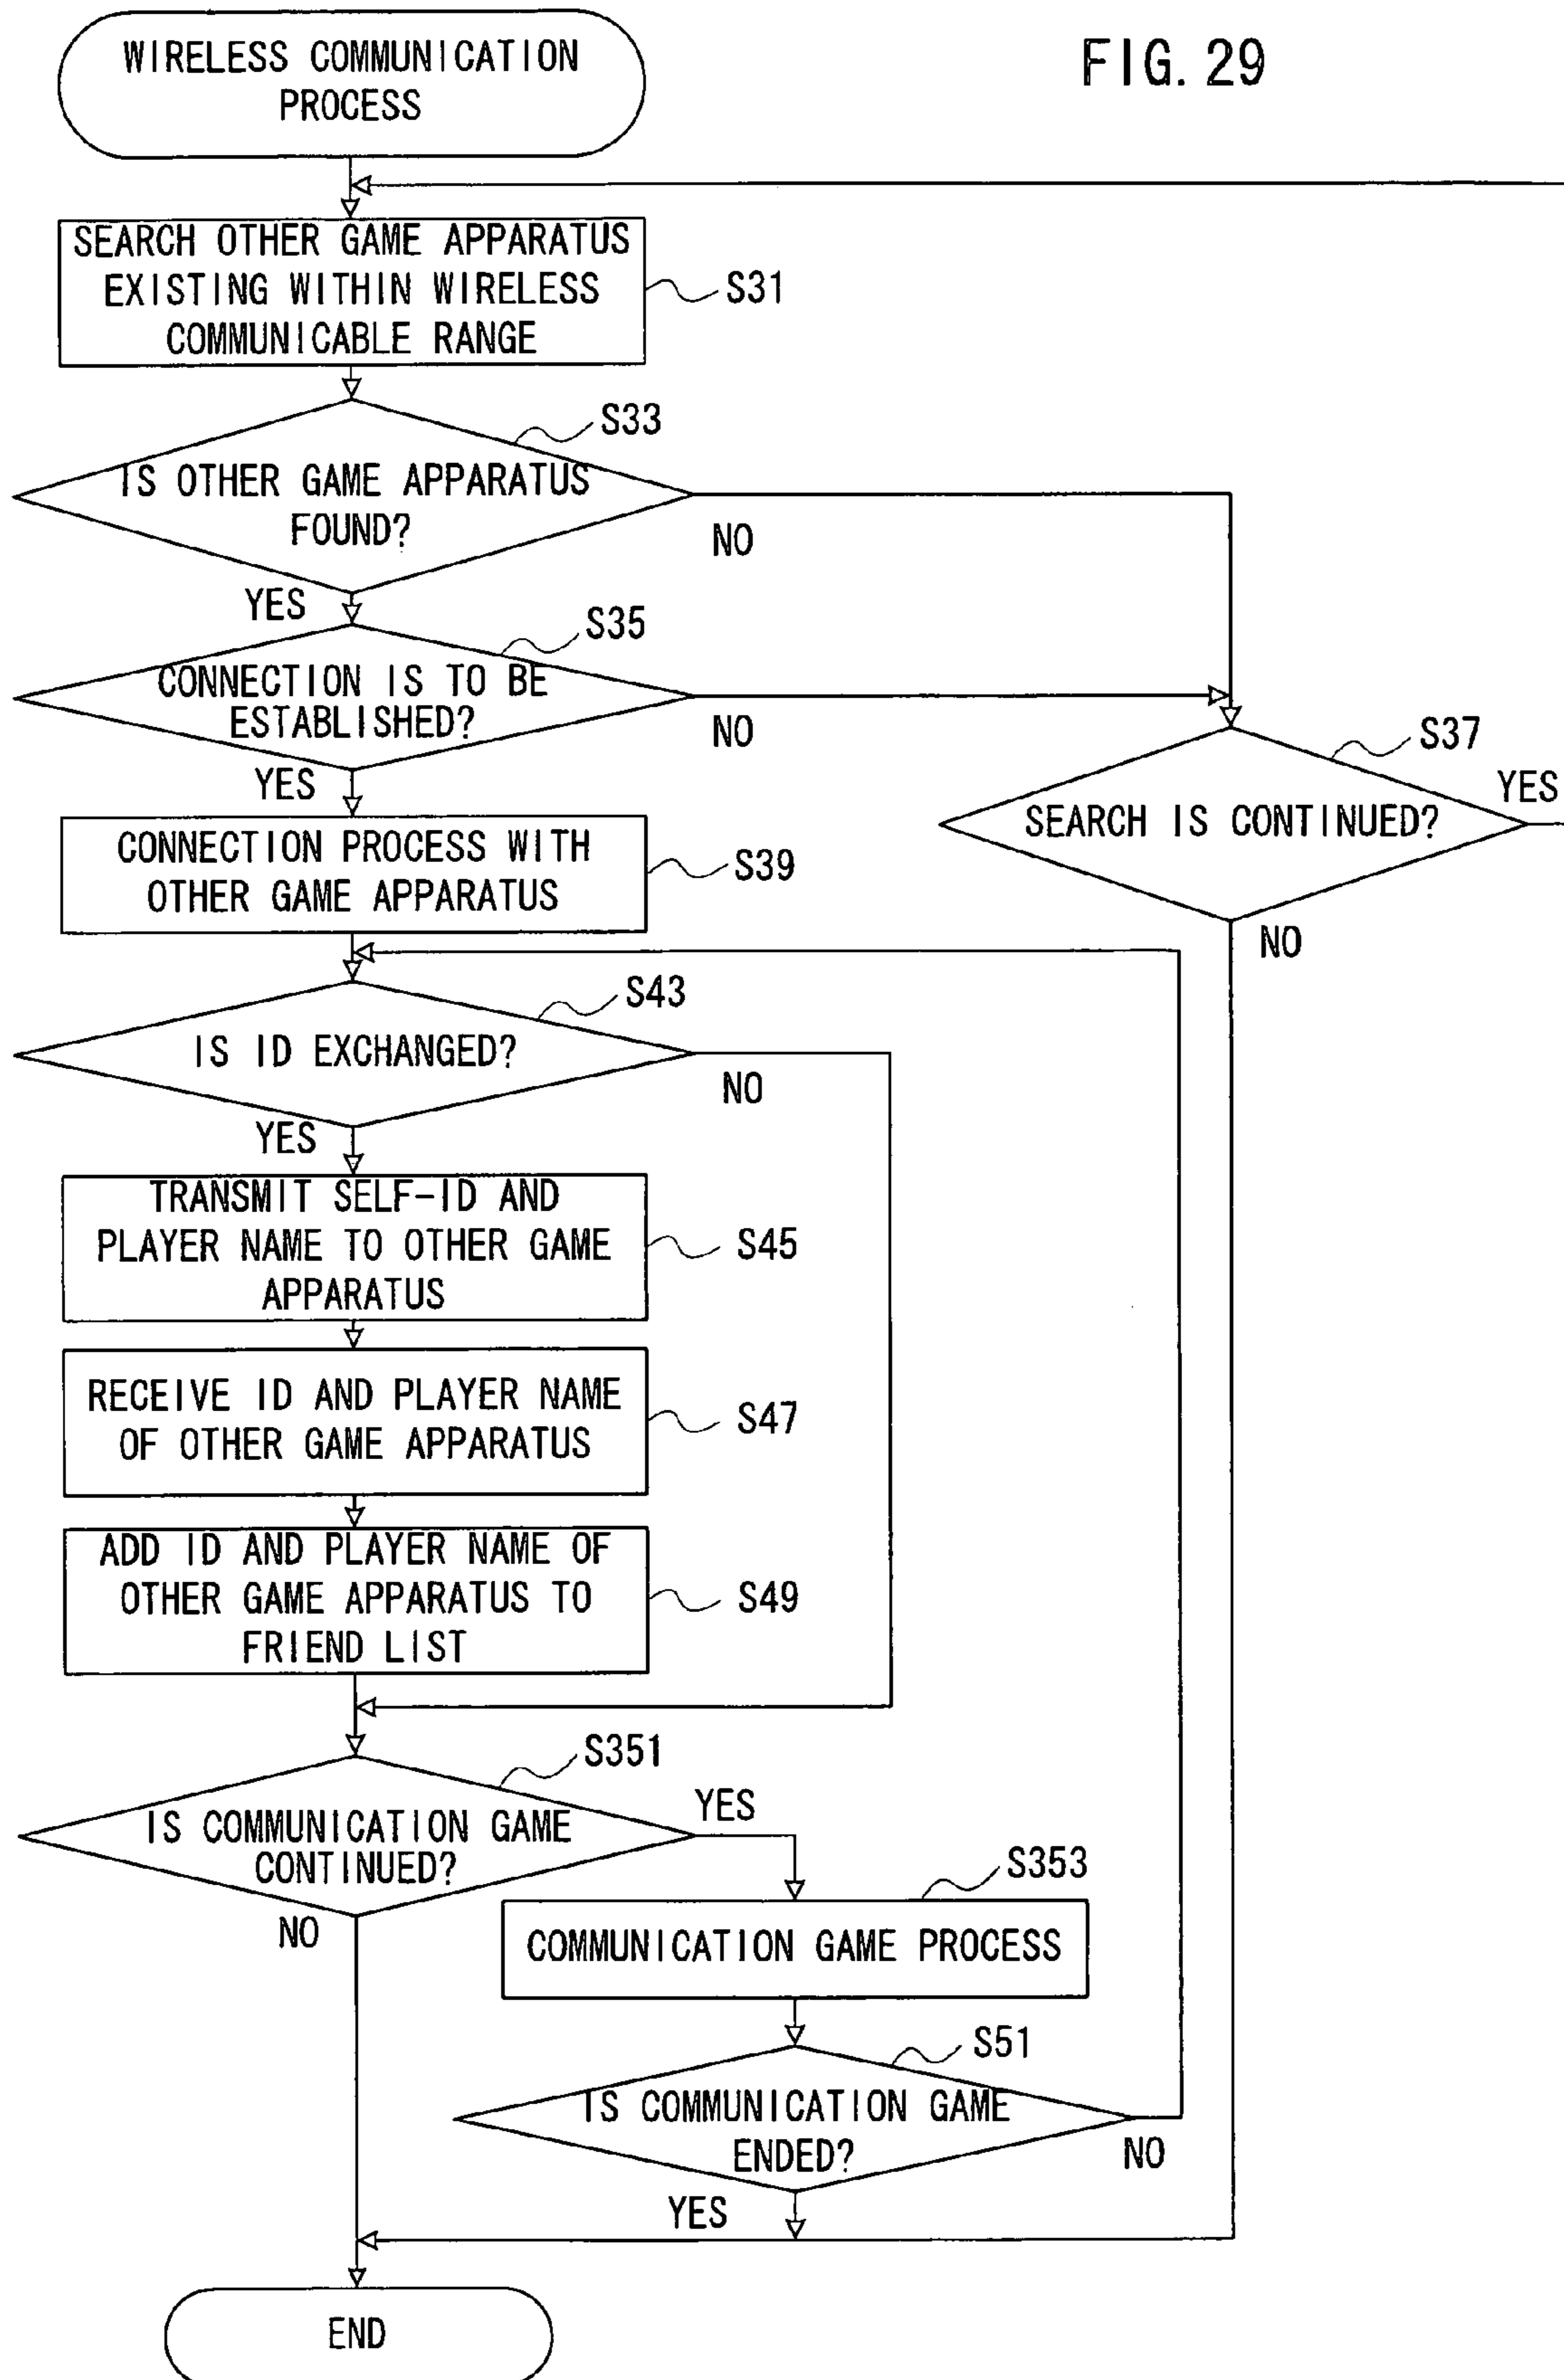 FIG. 29
WIRELESS COMMUNICATION
PROCESS
SEARCH OTHER GAME APPARATUS
EXISTING WITHIN WIRELESS
COMMUNICABLE RANGE
S31
S33
IS OTHER GAME APPARATUS
FOUND?
NO
YES
S35
CONNECTION IS TO BE
ESTABLISHED?
NO
YES
S37
SEARCH IS CONTINUED?
YES
NO
CONNECTION PROCESS WITH
OTHER GAME APPARATUS
S39
S43
IS ID EXCHANGED?
NO
YES
TRANSMIT SELF-ID AND
PLAYER NAME TO OTHER GAME
APPARATUS
S45
RECEIVE ID AND PLAYER NAME
OF OTHER GAME APPARATUS
S47
ADD ID AND PLAYER NAME OF
OTHER GAME APPARATUS TO
FRIEND LIST
S49
S351
IS COMMUNICATION GAME
CONTINUED?
YES
NO
S353
COMMUNICATION GAME PROCESS
S51
IS COMMUNICATION GAME
ENDED?
NO
YES
END